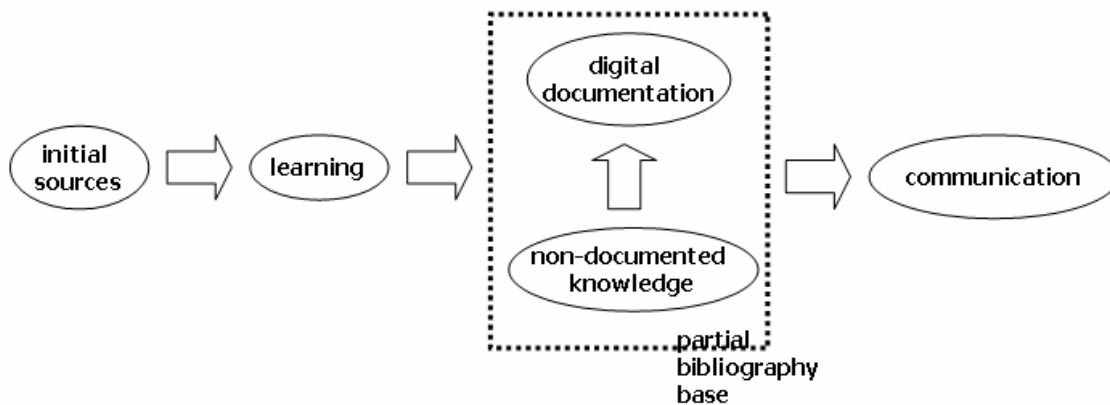 initial
sources
learning
digital
documentation
non-documented
knowledge
partial
bibliography
base
communication